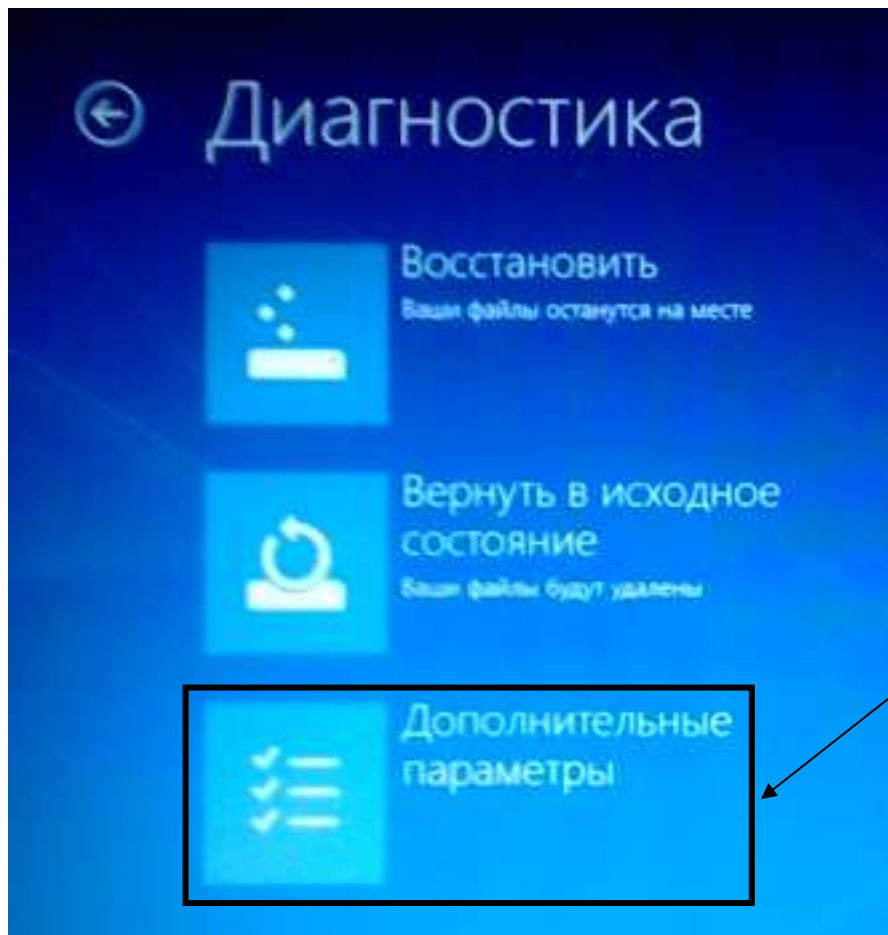 Диагностика
Восстановить
Ваши файлы останутся на месте
Вернуть в исходное
состояние
Ваши файлы будут удалены
Дополнительные
параметры